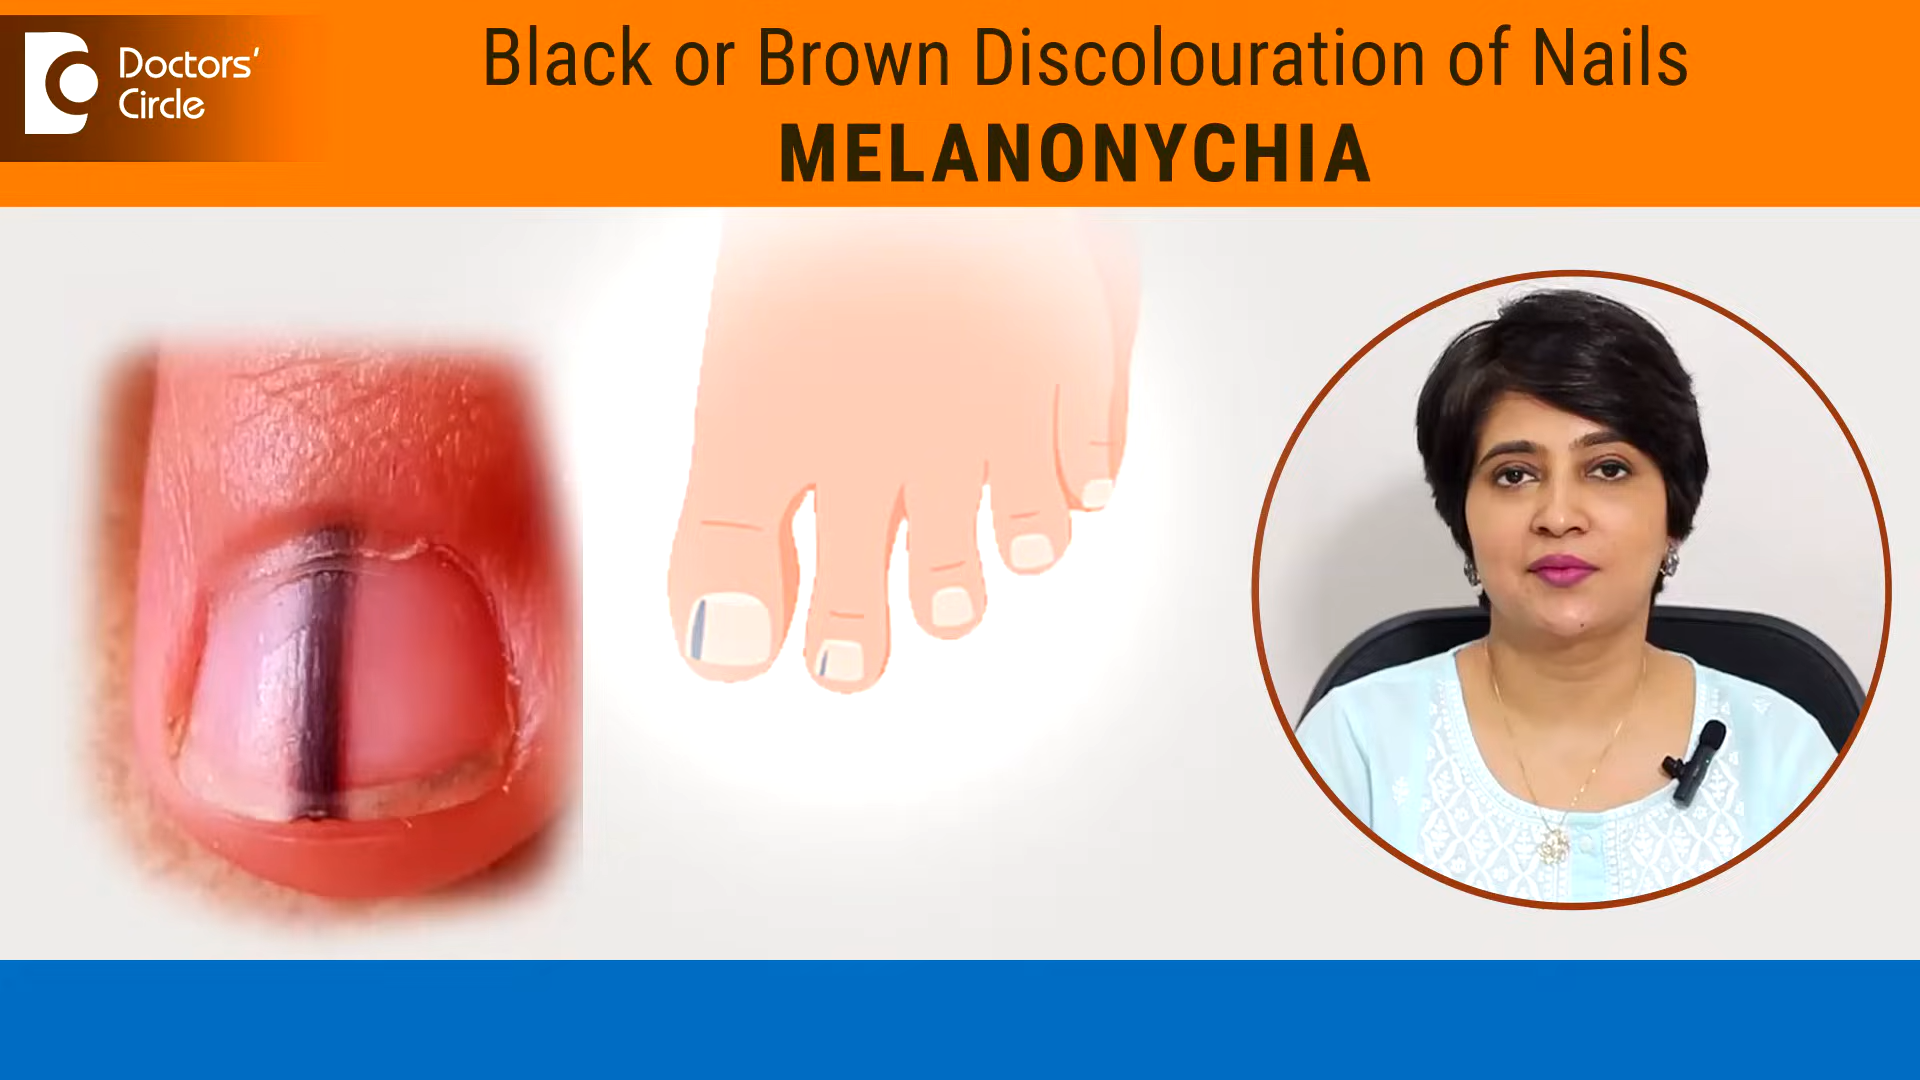 Doctors'
Circle
Black or Brown Discolouration of Nails
MELANONYCHIA